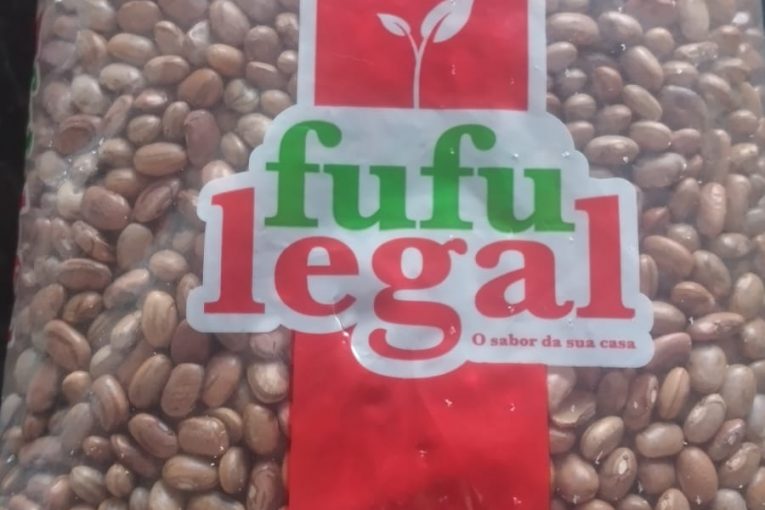 fufu
legal
O sabor da sua casa